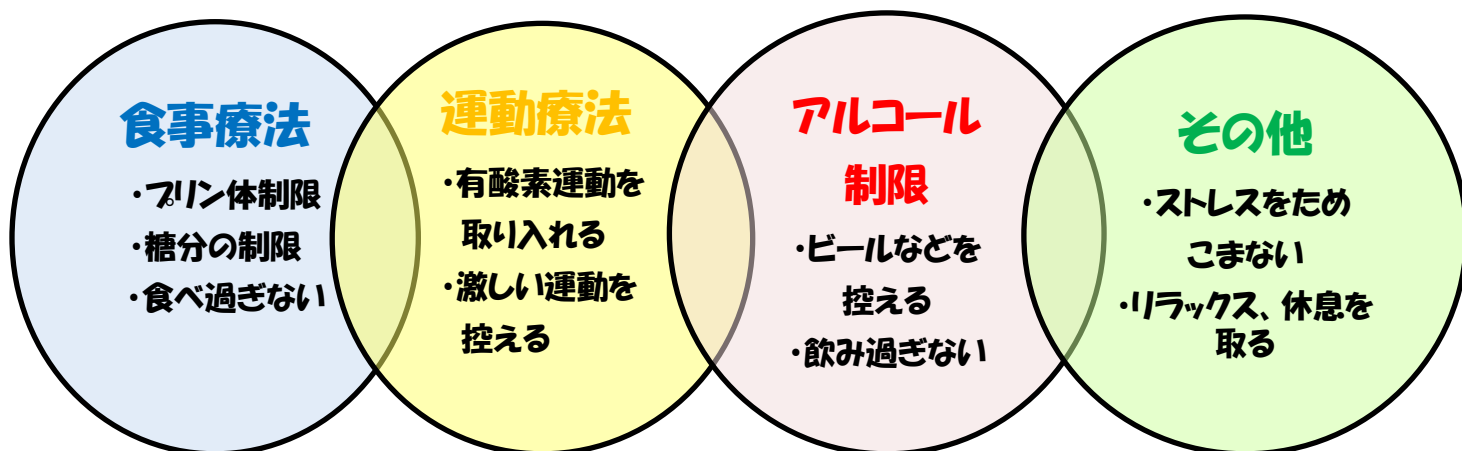 食事療法
・プリン体制限
・糖分の制限
・食べ過ぎない
運動療法
・有酸素運動を
取り入れる
・激しい運動を
控える
アルコール
制限
・ビールなどを
控える
・飲み過ぎない
その他
・ストレスをため
こまない
・リラックス、休息を
取る